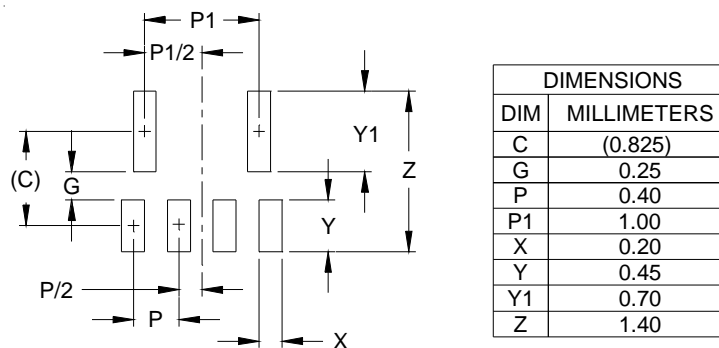 P1
P1/2
Y1
Z
(C)
G
Y
P/2
P
X
DIMENSIONS
DIM MILLIMETERS
C (0.825)
G 0.25
P 0.40
P1 1.00
X 0.20
Y 0.45
Y1 0.70
Z 1.40